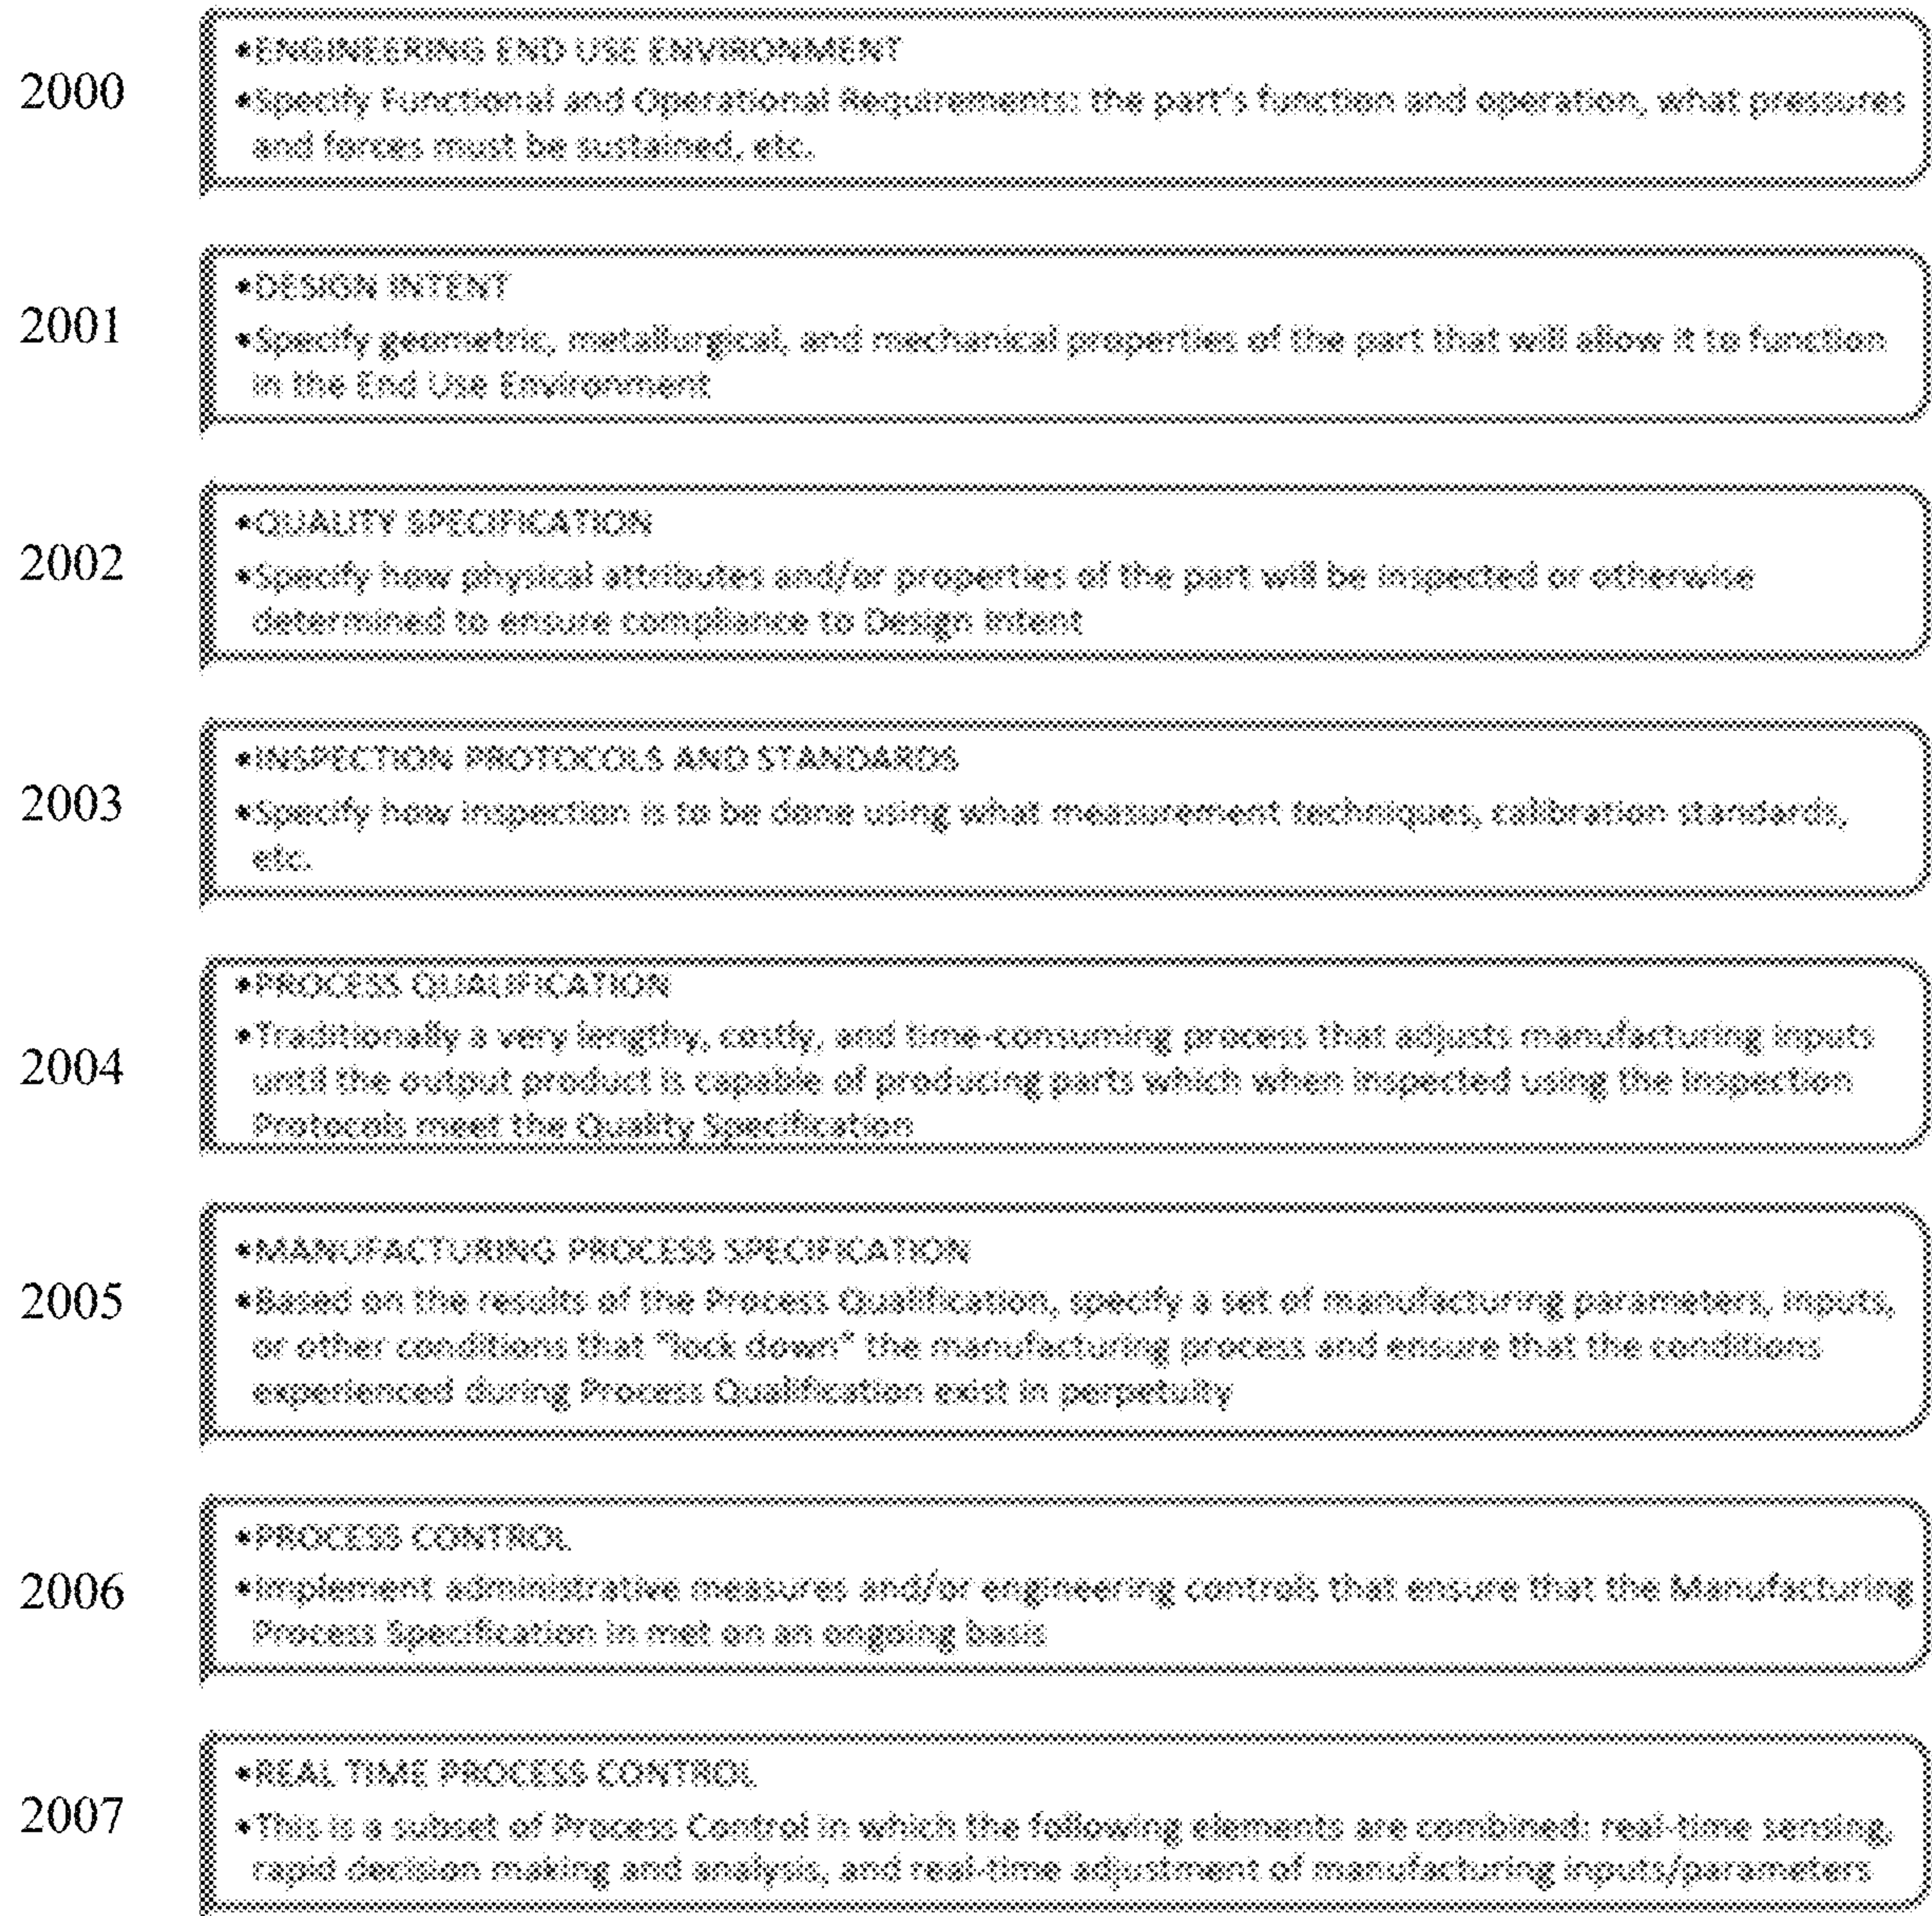 2000
•ENGINEERING END USE ENVIRONMENT
•Specify Functional and Operational Requirements: the part's function and operation, what pressures
and forces must be sustained, etc.
2001
•DESIGN INTENT
•Specify geometric, metallurgical, and mechanical properties of the part that will allow it to function
in the End Use Environment
2002
•QUALITY SPECIFICATION
•Specify how physical attributes and/or properties of the part will be inspected or otherwise
determined to ensure compliance to Design Intent
2003
•INSPECTION PROTOCOLS AND STANDARDS
•Specify how inspection is to be done using what measurement techniques, calibration standards,
etc.
2004
•PROCESS QUALIFICATION
•Traditionally a very lengthy, costly, and time-consuming process that adjusts manufacturing inputs
until the output product is capable of producing parts which when inspected using the Inspection
Protocols meet the Quality Specification
2005
•MANUFACTURING PROCESS SPECIFICATION
•Based on the results of the Process Qualification, specify a set of manufacturing parameters, inputs,
or other conditions that "lock down" the manufacturing process and ensure that the conditions
experienced during Process Qualification exist in perpetuity
2006
•PROCESS CONTROL
•Implement administrative measures and/or engineering controls that ensure that the Manufacturing
Process Specification in met on an ongoing basis
2007
•REAL TIME PROCESS CONTROL
•This is a subset of Process Control in which the following elements are combined: real-time sensing,
rapid decision making and analysis, and real-time adjustment of manufacturing inputs/parameters